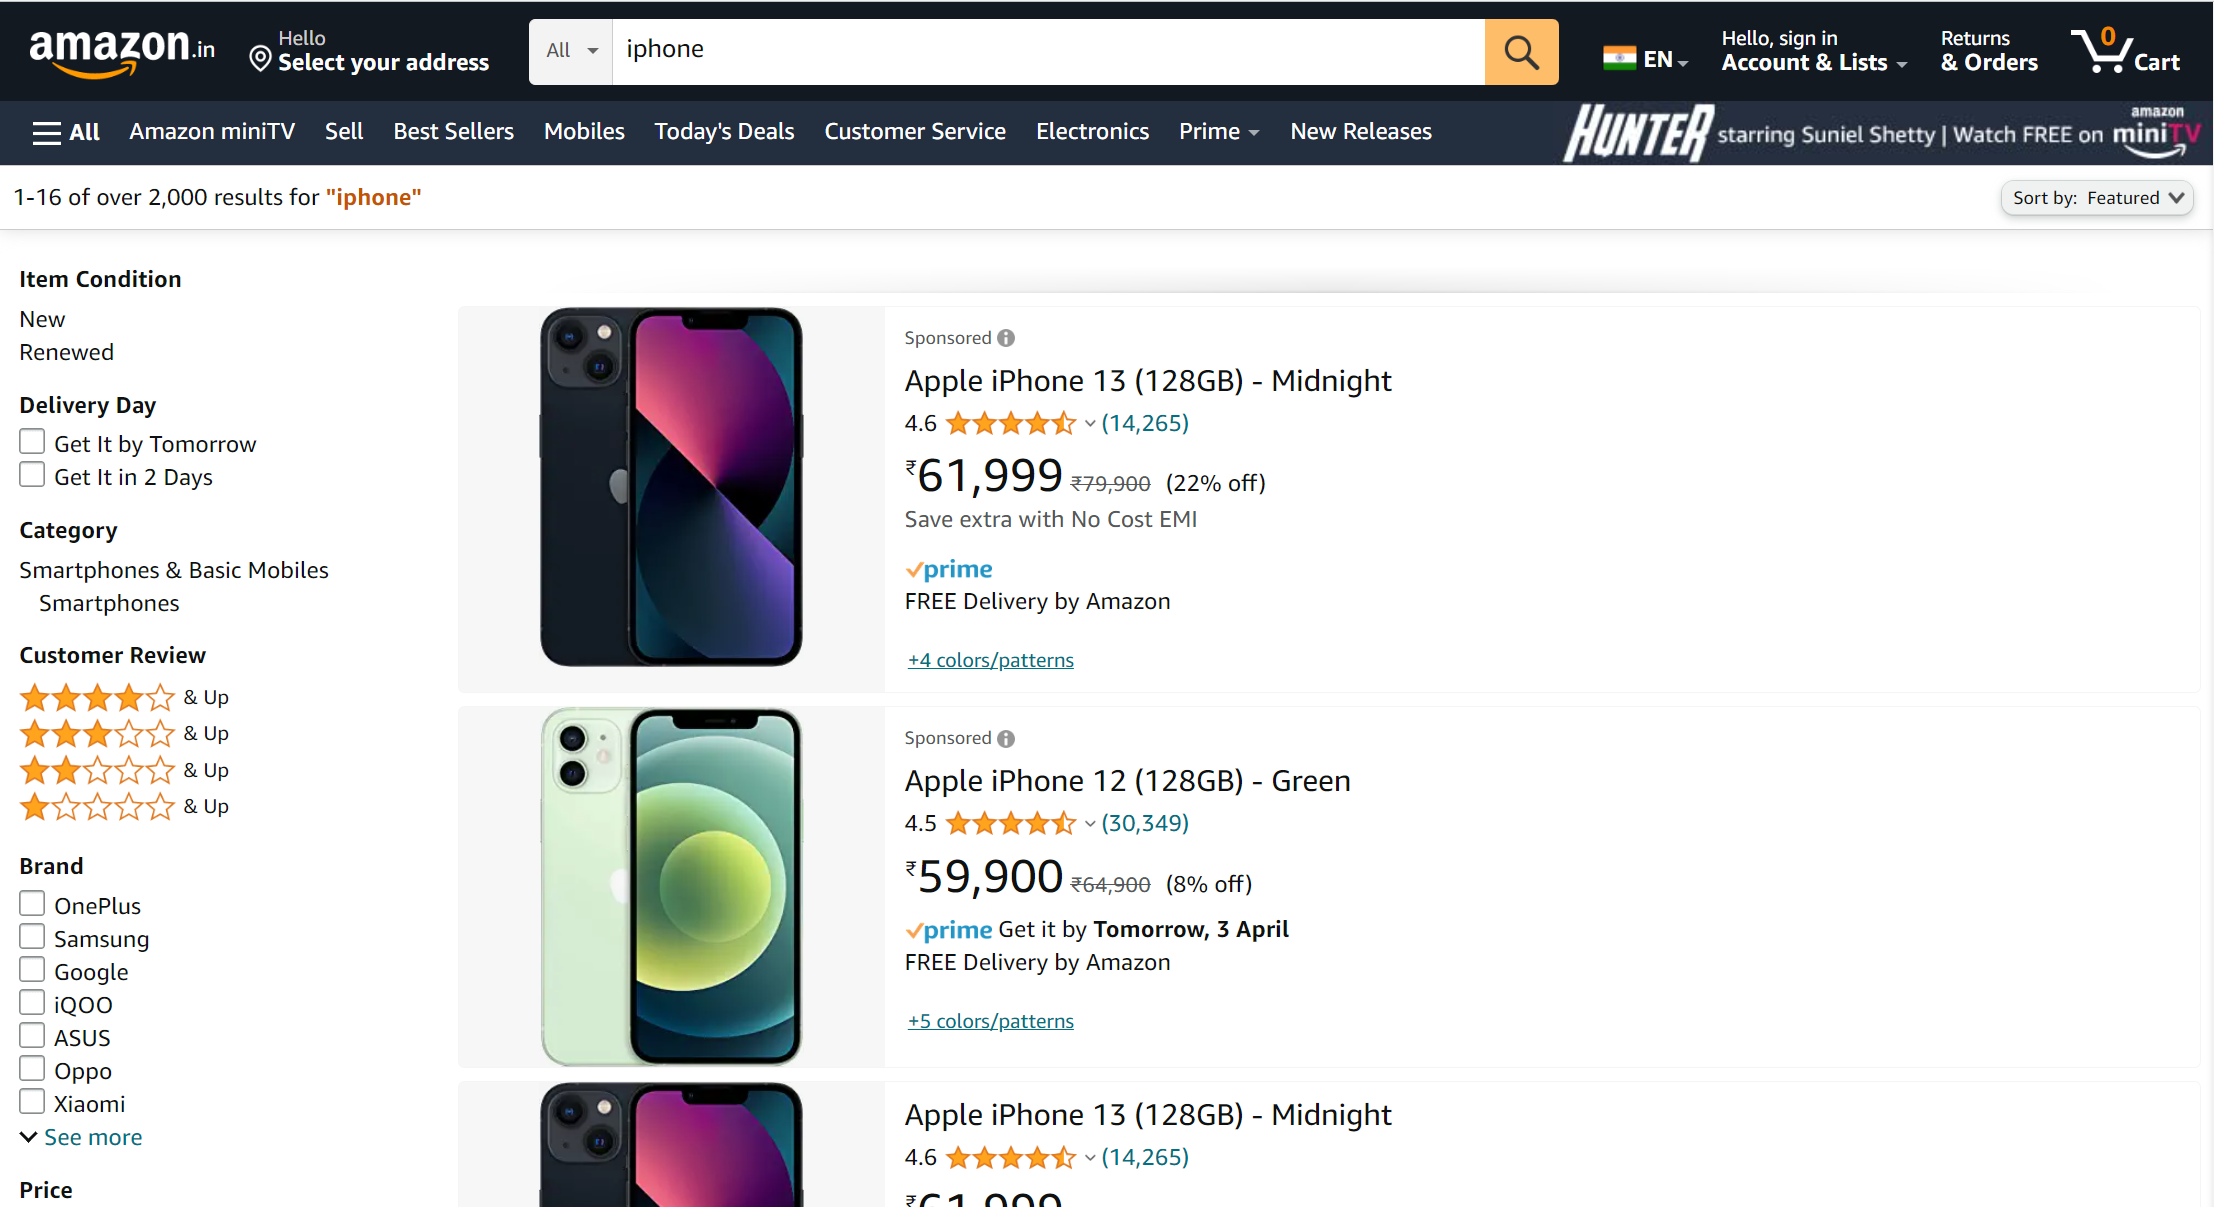 amazon.in
Hello
Select your address
All
iphone
EN
Hello, sign in
Account & Lists
Returns
& Orders
0
Cart
All
Amazon miniTV
Sell
Best Sellers
Mobiles
Today's Deals
Customer Service
Electronics
Prime
New Releases
HUNTER starring Suniel Shetty | Watch FREE on amazon miniTV
1-16 of over 2,000 results for "iphone"
Sort by: Featured
Item Condition
New
Renewed
Delivery Day
Get It by Tomorrow
Get It in 2 Days
Category
Smartphones & Basic Mobiles
Smartphones
Customer Review
& Up
& Up
& Up
& Up
Brand
OnePlus
Samsung
Google
iQOO
ASUS
Oppo
Xiaomi
See more
Price
Sponsored
Apple iPhone 13 (128GB) - Midnight
4.6 (14,265)
₹61,999 ₹79,900 (22% off)
Save extra with No Cost EMI
prime
FREE Delivery by Amazon
+4 colors/patterns
Sponsored
Apple iPhone 12 (128GB) - Green
4.5 (30,349)
₹59,900 ₹64,900 (8% off)
prime Get it by Tomorrow, 3 April
FREE Delivery by Amazon
+5 colors/patterns
Apple iPhone 13 (128GB) - Midnight
4.6 (14,265)
₹61,999